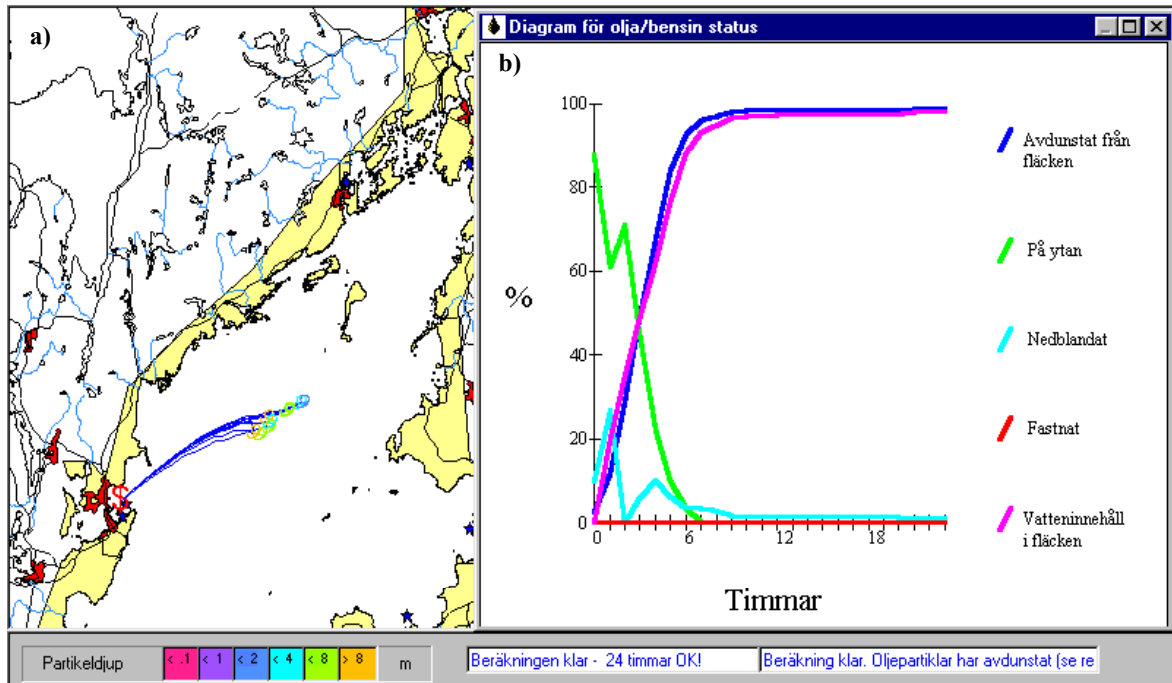 a)
$
Partikeldjup
< .1
< 1
< 2
< 4
< 8
> 8
m
Diagram för olja/bensin status
b)
100
80
60
40
20
0
%
0
6
12
18
Timmar
Avdunstat från
fläcken
På ytan
Nedblandat
Fastnat
Vatteninnehåll
i fläcken
Beräkningen klar - 24 timmar OK!
Beräkning klar. Oljepartiklar har avdunstat (se re